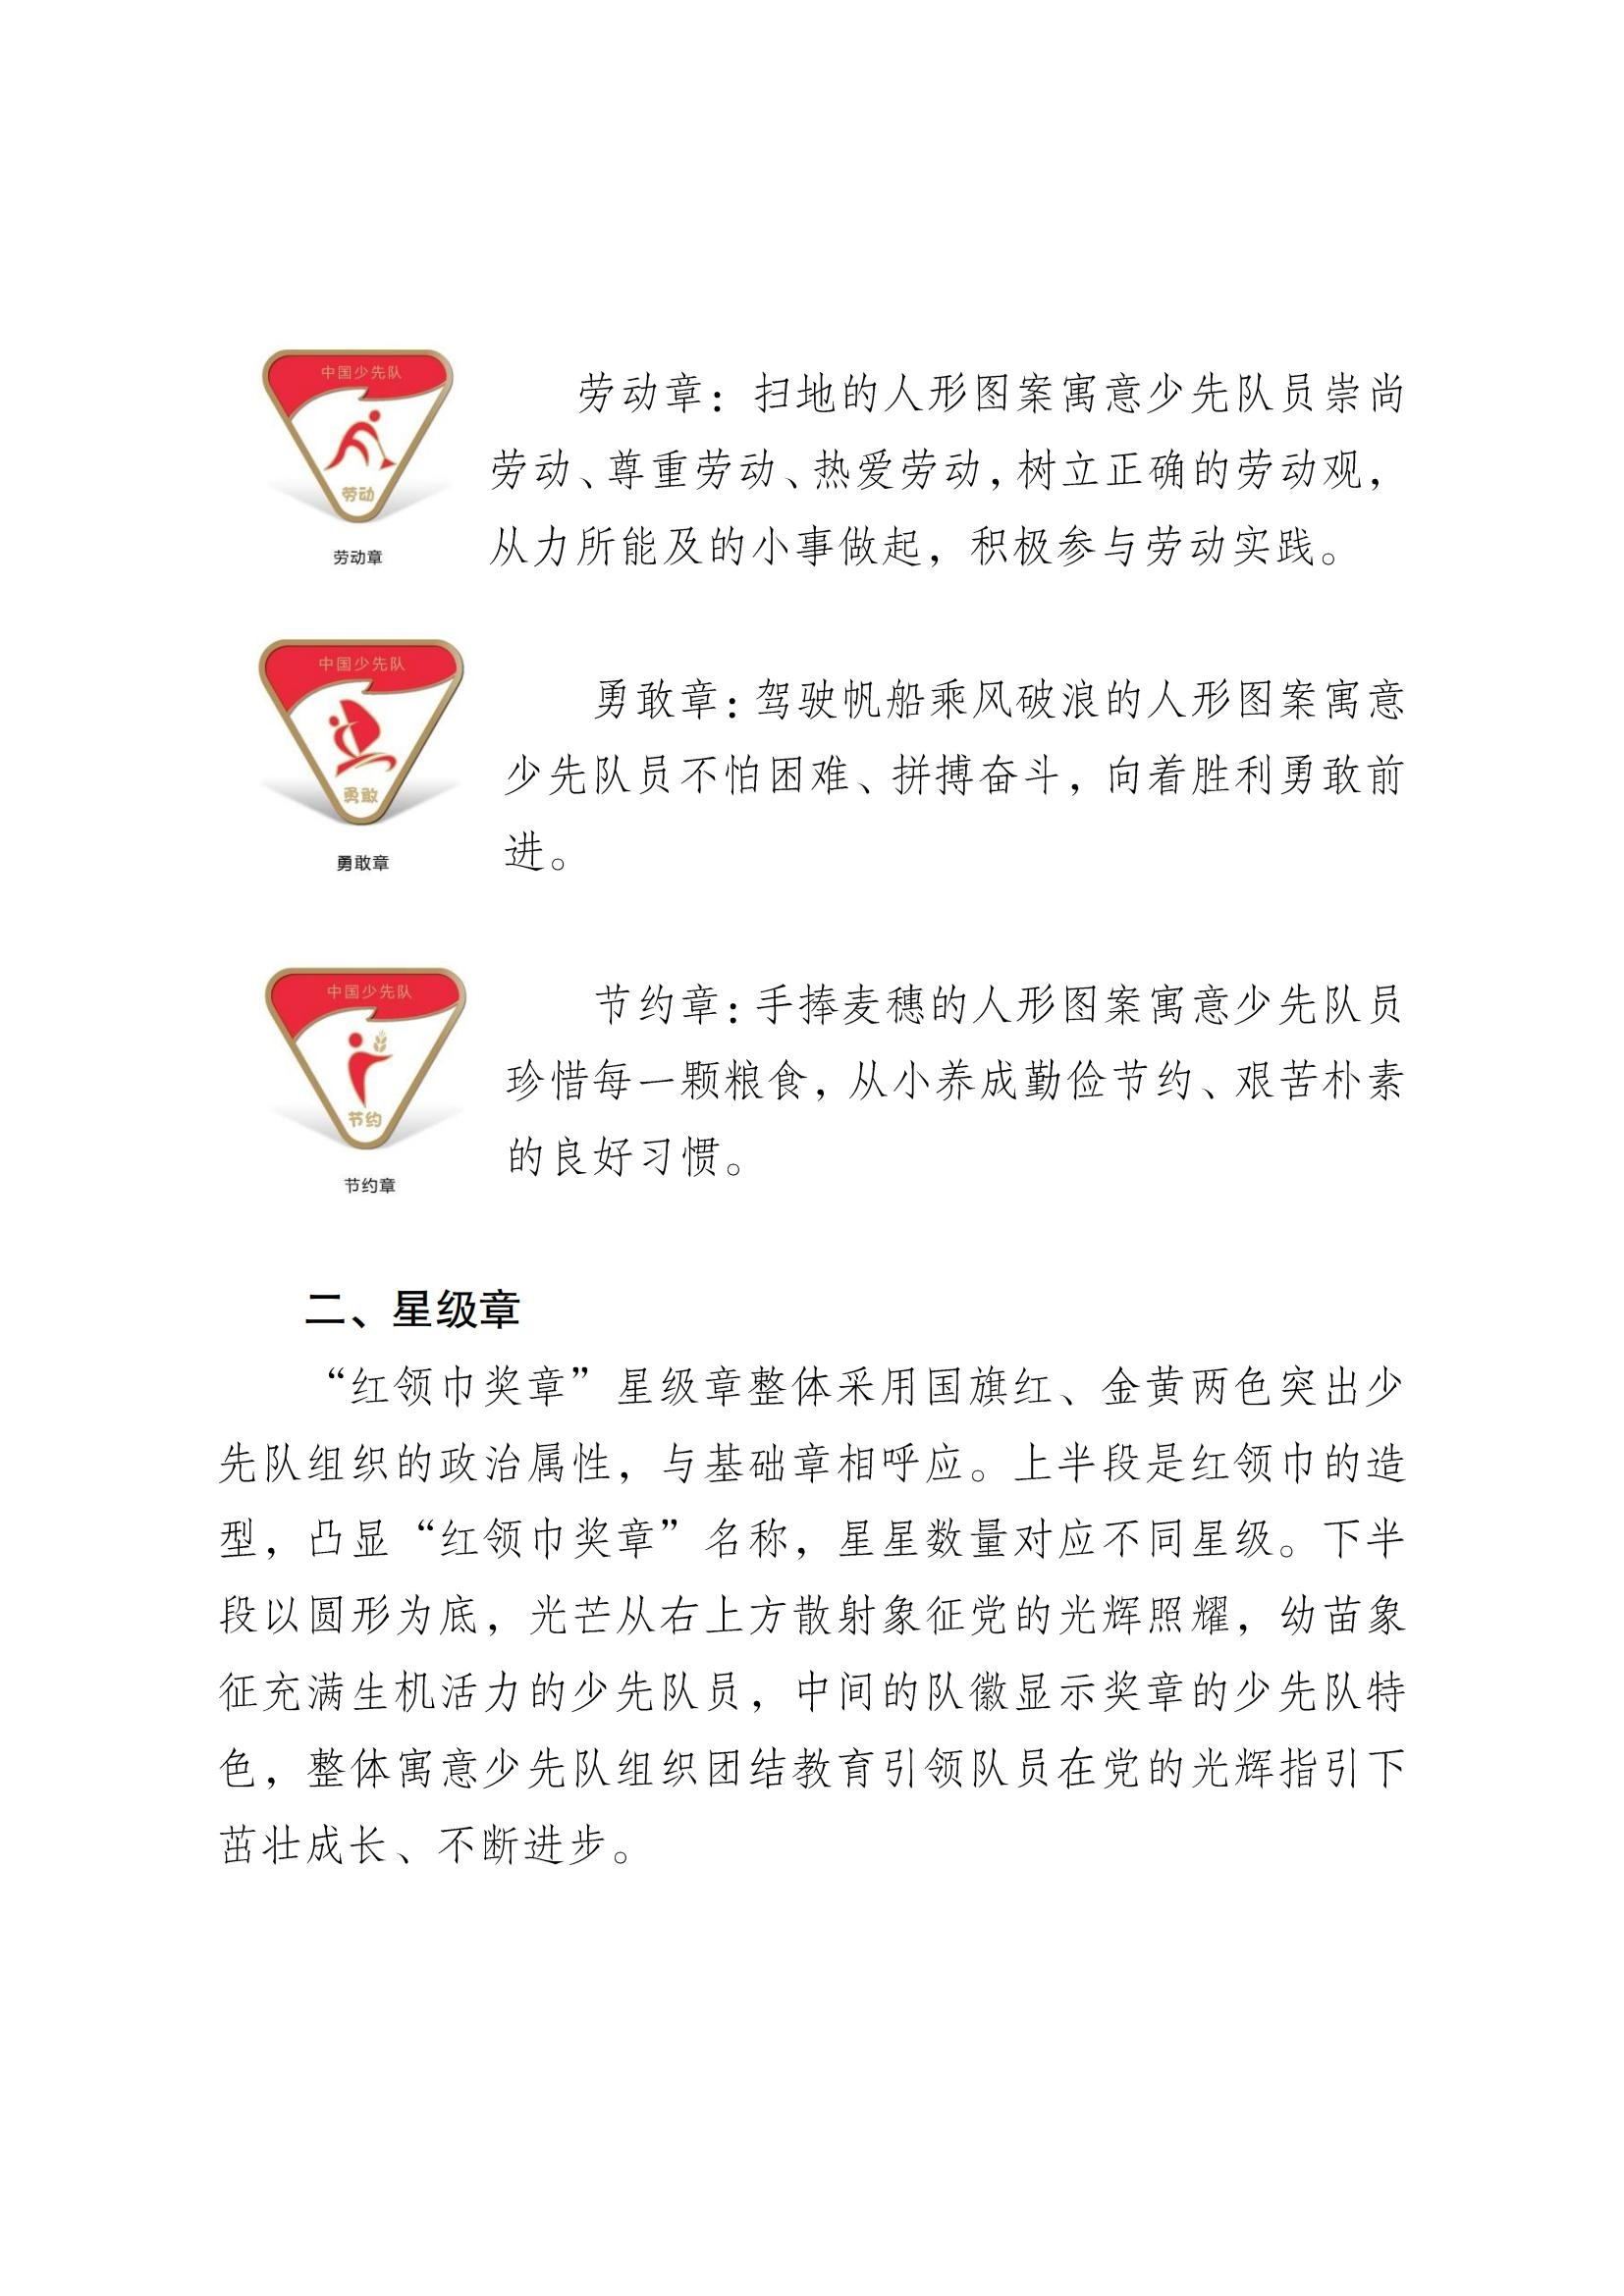 中国少先队
劳动
劳动章
劳动章：扫地的人形图案寓意少先队员崇尚
劳动、尊重劳动、热爱劳动，树立正确的劳动观，
从力所能及的小事做起，积极参与劳动实践。
中国少先队
勇敢
勇敢章
勇敢章：驾驶帆船乘风破浪的人形图案寓意
少先队员不怕困难、拼搏奋斗，向着胜利勇敢前
进。
中国少先队
节约
节约章
节约章：手捧麦穗的人形图案寓意少先队员
珍惜每一颗粮食，从小养成勤俭节约、艰苦朴素
的良好习惯。
二、星级章
“红领巾奖章”星级章整体采用国旗红、金黄两色突出少
先队组织的政治属性，与基础章相呼应。上半段是红领巾的造
型，凸显“红领巾奖章”名称，星星数量对应不同星级。下半
段以圆形为底，光芒从右上方散射象征党的光辉照耀，幼苗象
征充满生机活力的少先队员，中间的队徽显示奖章的少先队特
色，整体寓意少先队组织团结教育引领队员在党的光辉指引下
茁壮成长、不断进步。